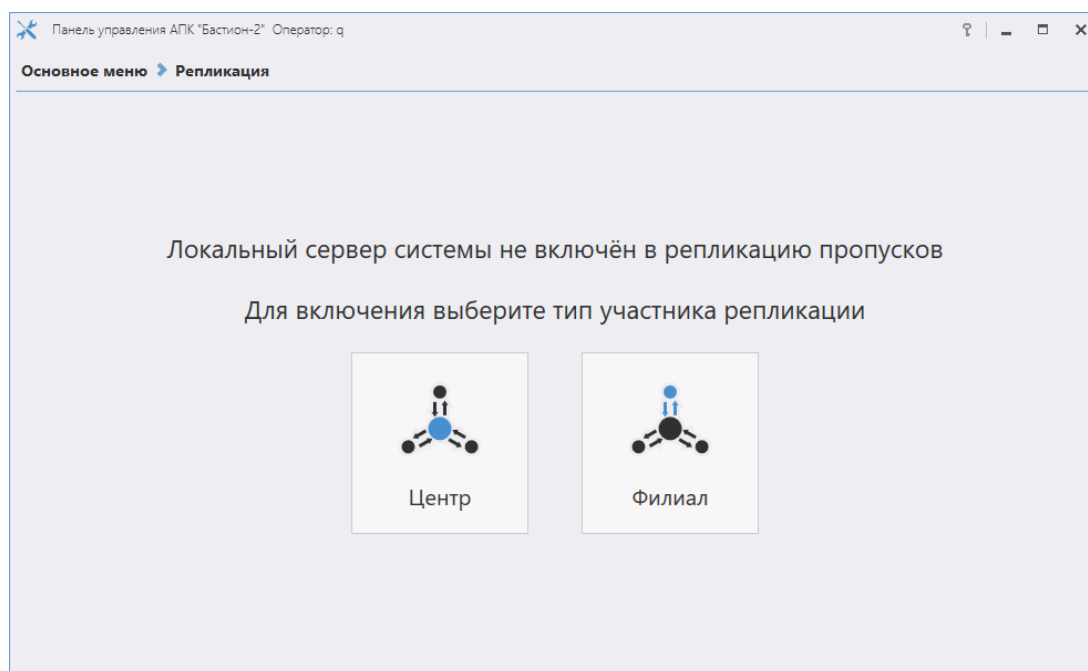 Панель управления АПК "Бастион-2" Оператор: q
Основное меню Репликация
Локальный сервер системы не включён в репликацию пропусков
Для включения выберите тип участника репликации
Центр Филиал